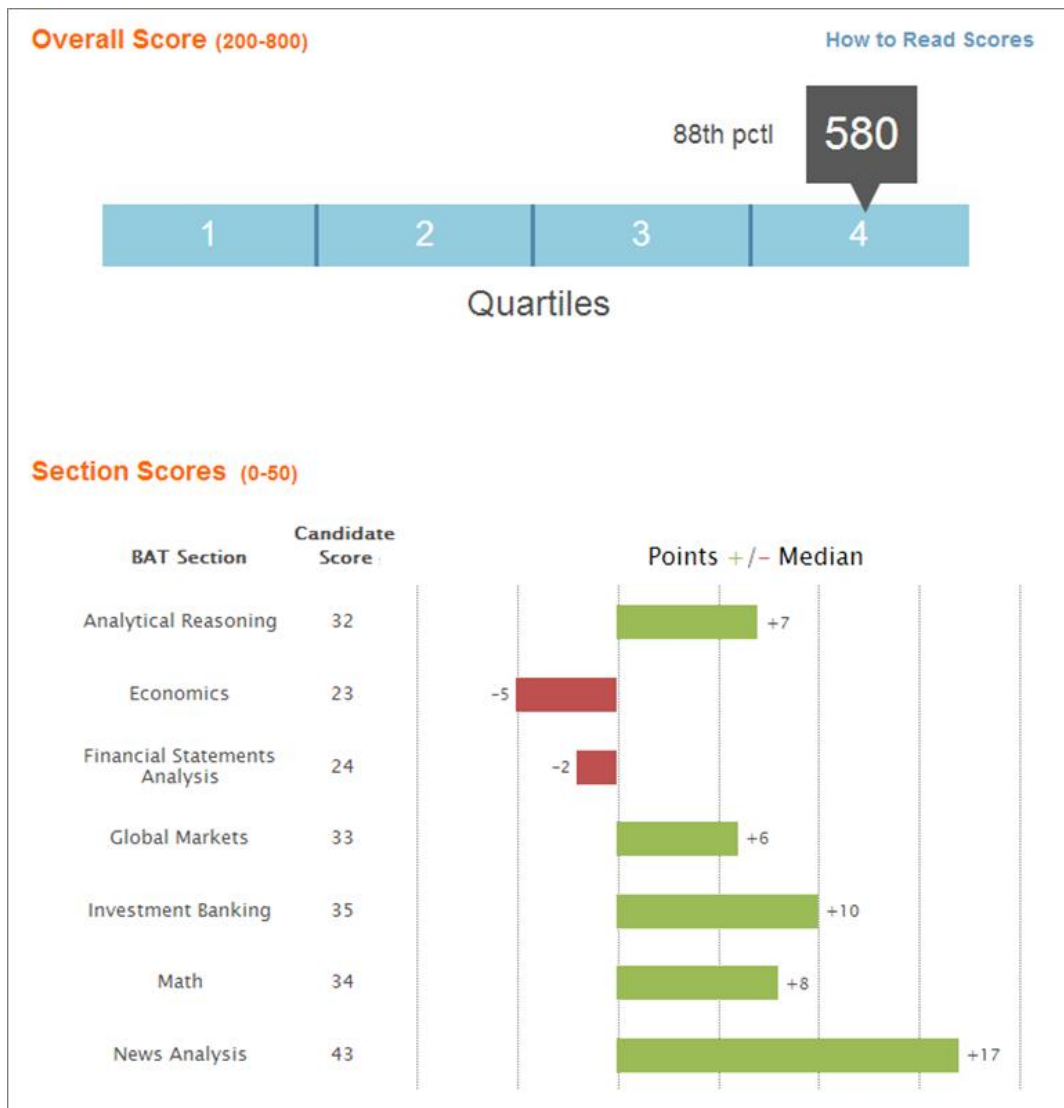 Overall Score (200-800)
How to Read Scores
88th pctl
580
1 2 3 4
Quartiles
Section Scores (0-50)
BAT Section
Candidate
Score
Points +/- Median
Analytical Reasoning 32 +7
Economics 23 -5
Financial Statements
Analysis 24 -2
Global Markets 33 +6
Investment Banking 35 +10
Math 34 +8
News Analysis 43 +17